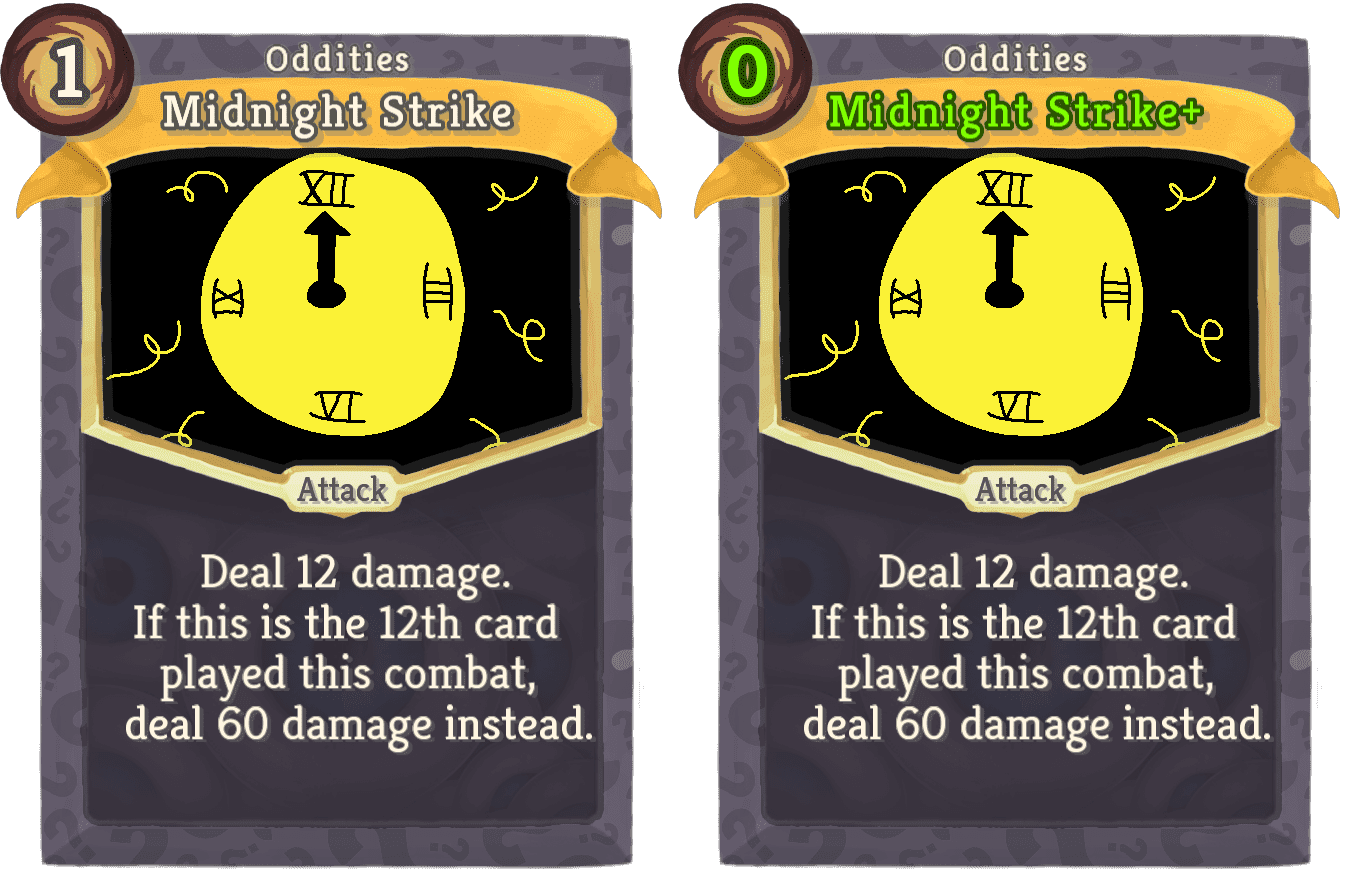 1
Oddities
Midnight Strike
XII
IX
III
VI
Attack
Deal 12 damage.
If this is the 12th card
played this combat,
deal 60 damage instead.
0
Oddities
Midnight Strike+
XII
IX
III
VI
Attack
Deal 12 damage.
If this is the 12th card
played this combat,
deal 60 damage instead.